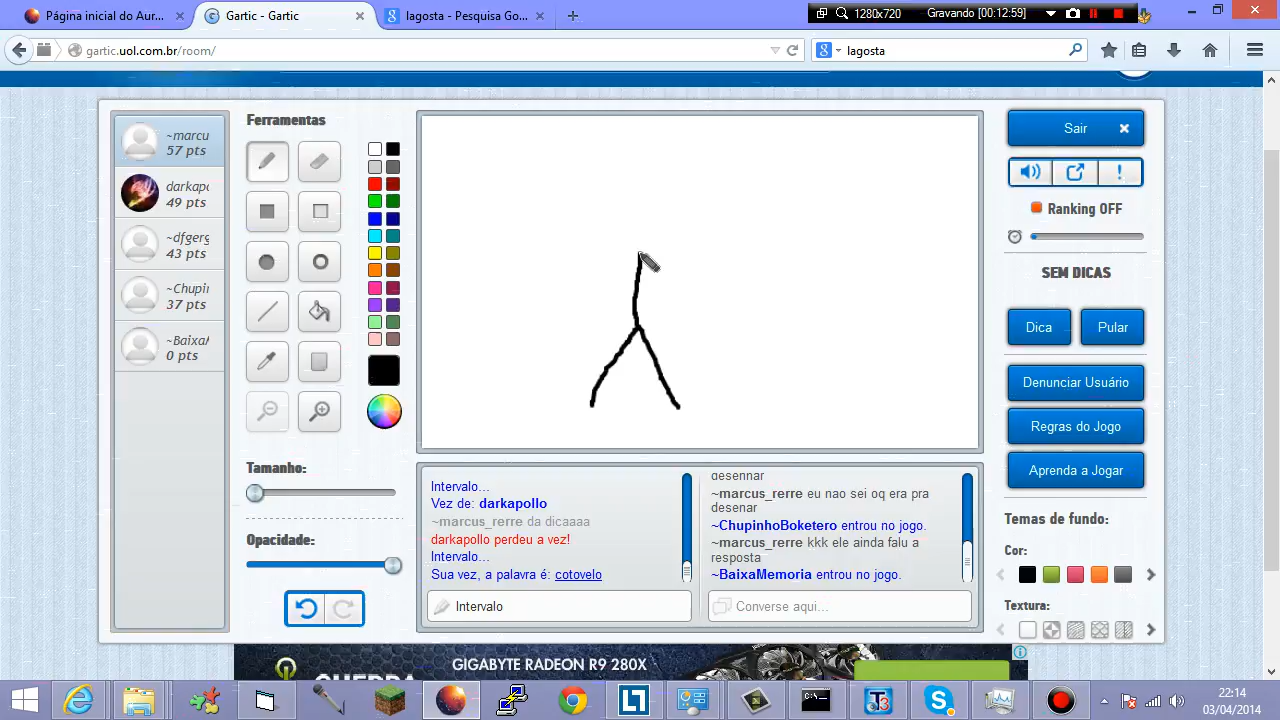 Página inicial do Aur...
Gartic - Gartic
lagosta - Pesquisa Go...
1280x720
Gravando [00:12:59]
gartic.uol.com.br/room/
lagosta
~marcu
57 pts
darkapo
49 pts
~dfgerg
43 pts
~Chupin
37 pts
~BaixaM
0 pts
Ferramentas
Tamanho:
Opacidade:
Intervalo...
Vez de: darkapollo
~marcus_rerre da dicaaaa
darkapollo perdeu a vez!
Intervalo...
Sua vez, a palavra é: cotovelo
Intervalo
desennar
~marcus_rerre eu nao sei oq era pra
desenar
~ChupinhoBoketero entrou no jogo.
~marcus_rerre kkk ele ainda falu a
resposta
~BaixaMemoria entrou no jogo.
Converse aqui...
Sair
Ranking OFF
SEM DICAS
Dica
Pular
Denunciar Usuário
Regras do Jogo
Aprenda a Jogar
Temas de fundo:
Cor:
Textura:
GIGABYTE RADEON R9 280X
22:14
03/04/2014